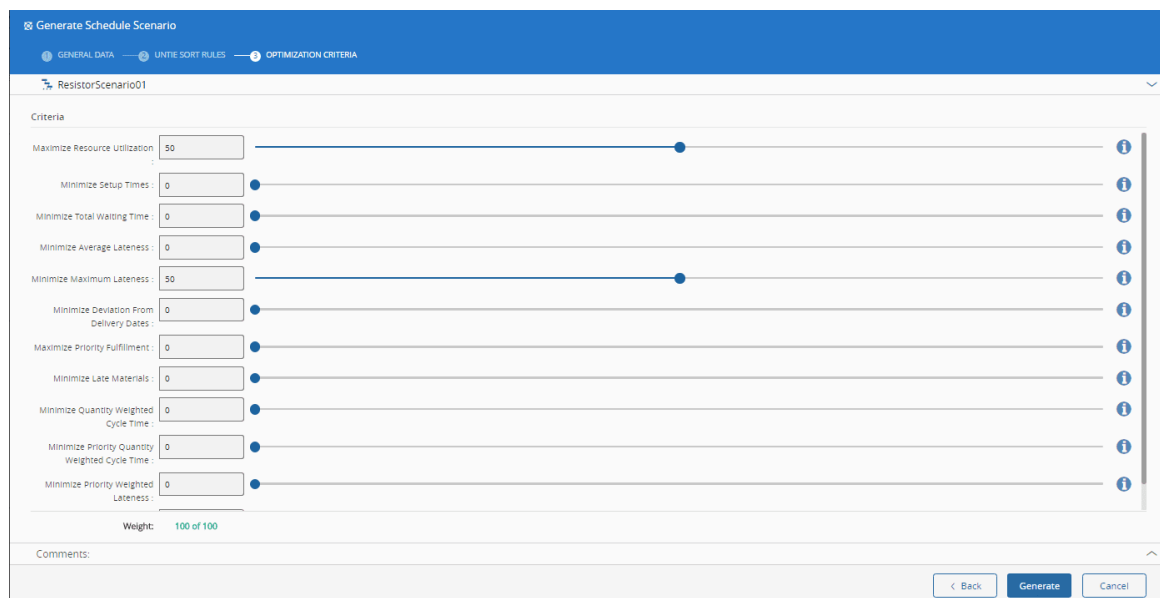 Generate Schedule Scenario
1 GENERAL DATA 2 UNTIE SORT RULES 3 OPTIMIZATION CRITERIA
ResistorScenario01
Criteria
Maximize Resource Utilization 50
:
Minimize Setup Times : 0
Minimize Total Waiting Time : 0
Minimize Average Lateness : 0
Minimize Maximum Lateness : 50
Minimize Deviation From 0
Delivery Dates :
Maximize Priority Fulfillment : 0
Minimize Late Materials : 0
Minimize Quantity Weighted 0
Cycle Time :
Minimize Priority Quantity 0
Weighted Cycle Time :
Minimize Priority Weighted 0
Lateness :
Weight: 100 of 100
Comments:
< Back Generate Cancel